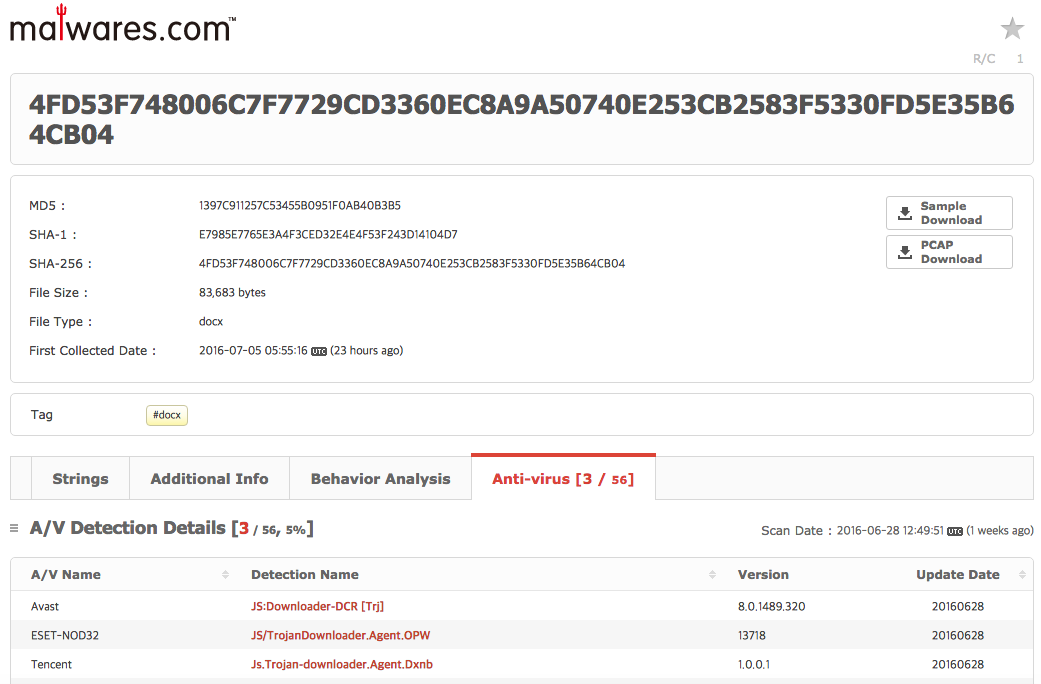 malwares.com™
R/C 1
4FD53F748006C7F7729CD3360EC8A9A50740E253CB2583F5330FD5E35B6
4CB04
MD5 : 1397C911257C53455B0951F0AB40B3B5
SHA-1 : E7985E7765E3A4F3CED32E4E4F53F243D14104D7
SHA-256 : 4FD53F748006C7F7729CD3360EC8A9A50740E253CB2583F5330FD5E35B64CB04
File Size : 83,683 bytes
File Type : docx
First Collected Date : 2016-07-05 05:55:16 UTC (23 hours ago)
Sample
Download
PCAP
Download
Tag #docx
Strings Additional Info Behavior Analysis Anti-virus [3 / 56]
A/V Detection Details [3 / 56, 5%]
Scan Date : 2016-06-28 12:49:51 UTC (1 weeks ago)
A/V Name Detection Name Version Update Date
Avast JS:Downloader-DCR [Trj] 8.0.1489.320 20160628
ESET-NOD32 JS/TrojanDownloader.Agent.OPW 13718 20160628
Tencent Js.Trojan-downloader.Agent.Dxnb 1.0.0.1 20160628